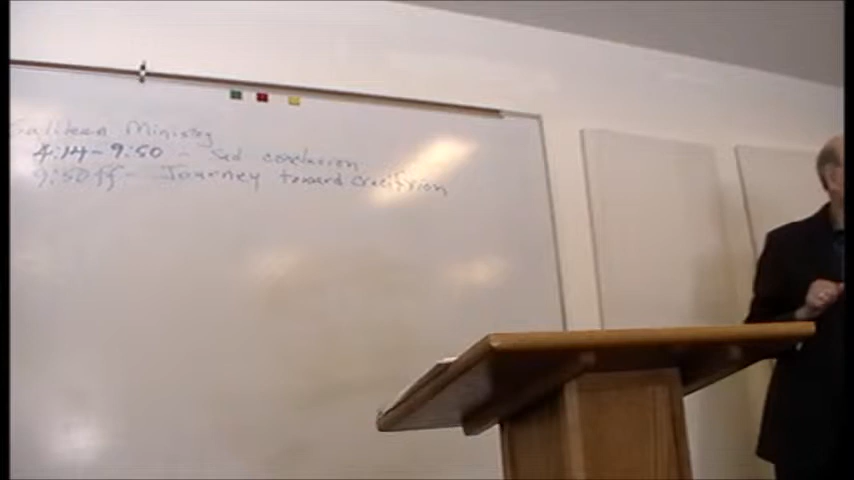 Galilean Ministry
4:14-9:50 - Sad conclusion
9:50ff - Journey toward crucifixion